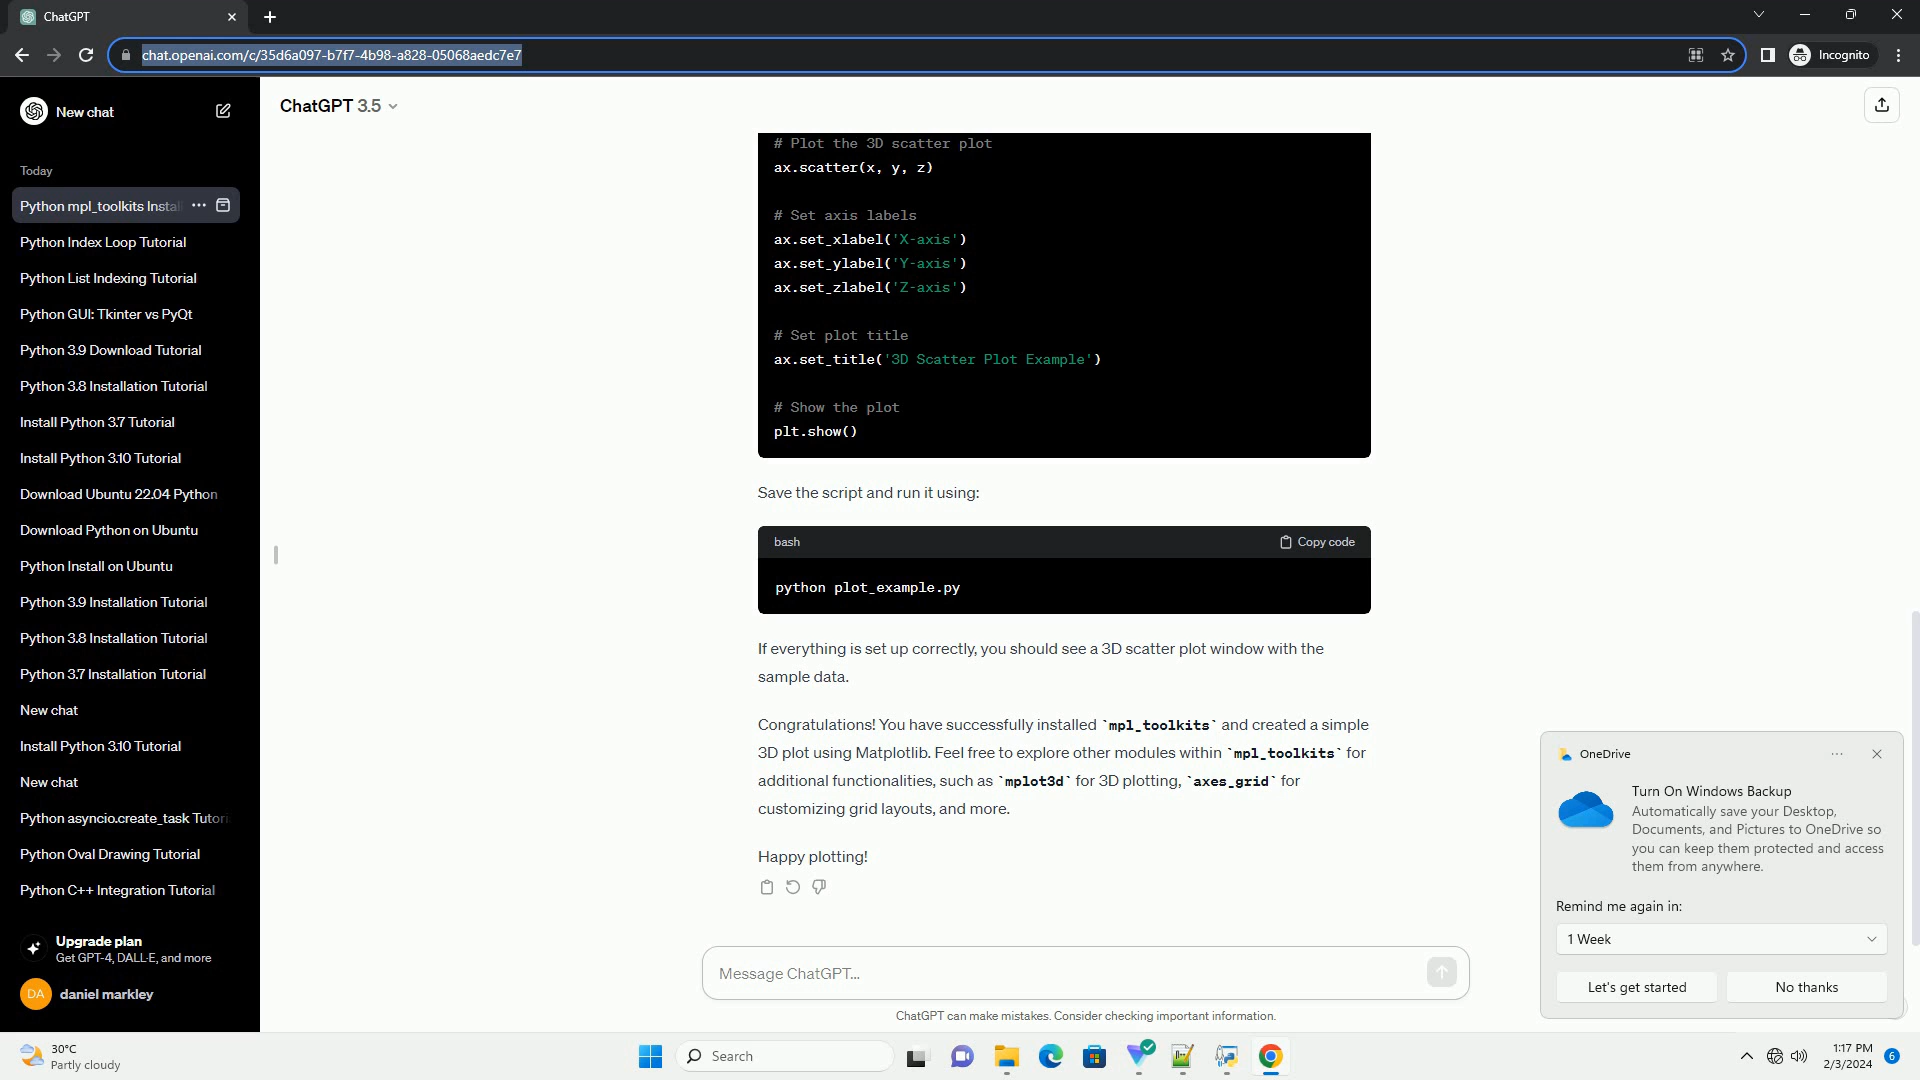 ChatGPT
chat.openai.com/c/35d6a097-b7f7-4b98-a828-05068aedc7e7
Incognito
New chat
Today
Python mpl_toolkits Instal
Python Index Loop Tutorial
Python List Indexing Tutorial
Python GUI: Tkinter vs PyQt
Python 3.9 Download Tutorial
Python 3.8 Installation Tutorial
Install Python 3.7 Tutorial
Install Python 3.10 Tutorial
Download Ubuntu 22.04 Python
Download Python on Ubuntu
Python Install on Ubuntu
Python 3.9 Installation Tutorial
Python 3.8 Installation Tutorial
Python 3.7 Installation Tutorial
New chat
Install Python 3.10 Tutorial
New chat
Python asyncio.create_task Tutori
Python Oval Drawing Tutorial
Python C++ Integration Tutorial
Upgrade plan
Get GPT-4, DALL·E, and more
DA daniel markley
ChatGPT 3.5
# Plot the 3D scatter plot
ax.scatter(x, y, z)
# Set axis labels
ax.set_xlabel('X-axis')
ax.set_ylabel('Y-axis')
ax.set_zlabel('Z-axis')
# Set plot title
ax.set_title('3D Scatter Plot Example')
# Show the plot
plt.show()
Save the script and run it using:
bash Copy code
python plot_example.py
If everything is set up correctly, you should see a 3D scatter plot window with the
sample data.
Congratulations! You have successfully installed `mpl_toolkits` and created a simple
3D plot using Matplotlib. Feel free to explore other modules within `mpl_toolkits` for
additional functionalities, such as `mplot3d` for 3D plotting, `axes_grid` for
customizing grid layouts, and more.
Happy plotting!
Message ChatGPT...
ChatGPT can make mistakes. Consider checking important information.
OneDrive
Turn On Windows Backup
Automatically save your Desktop,
Documents, and Pictures to OneDrive so
you can keep them protected and access
them from anywhere.
Remind me again in:
1 Week
Let's get started
No thanks
30°C
Partly cloudy
Search
1:17 PM
2/3/2024
6